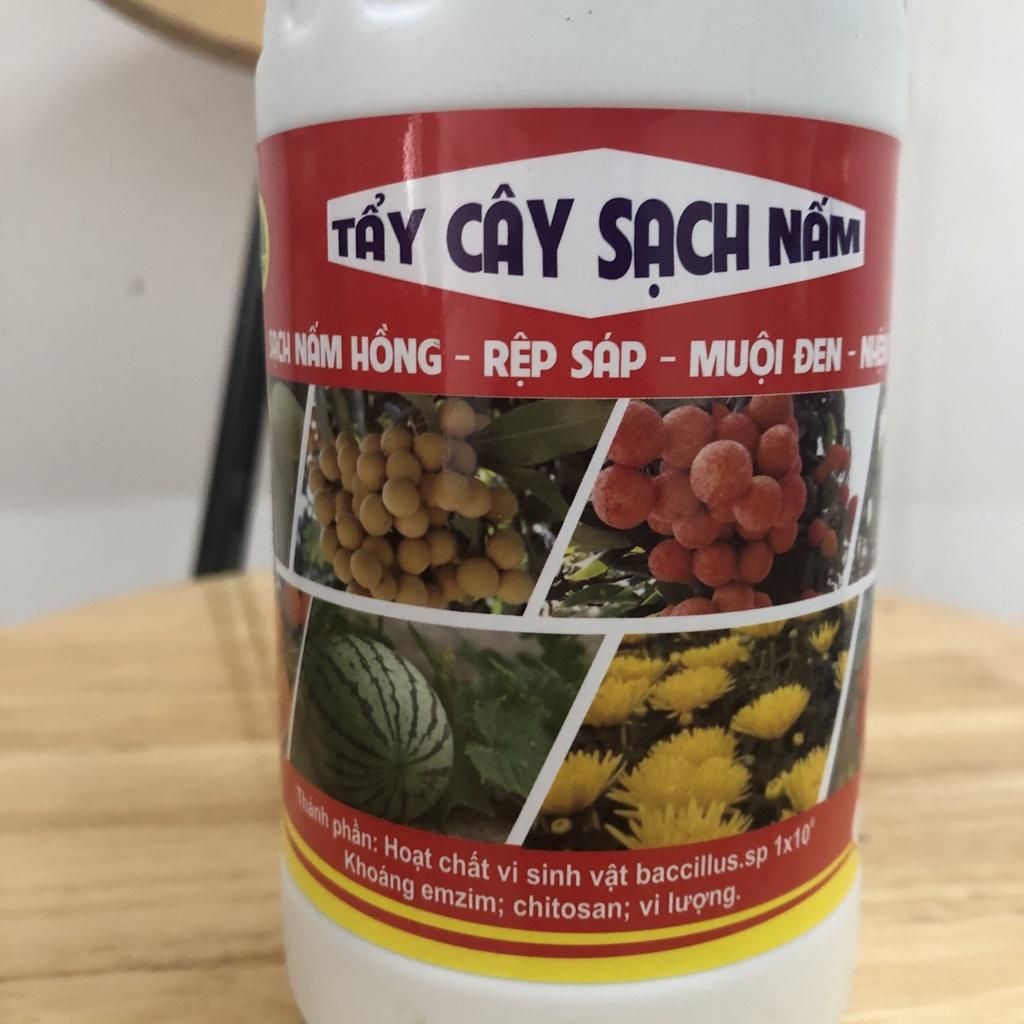 TẨY CÂY SẠCH NẤM
SẠCH NẤM HỒNG - RỆP SÁP - MUỘI ĐEN -
Thành phần: Hoạt chất vi sinh vật baccillus.sp 1x10⁸
Khoáng emzim; chitosan; vi lượng.